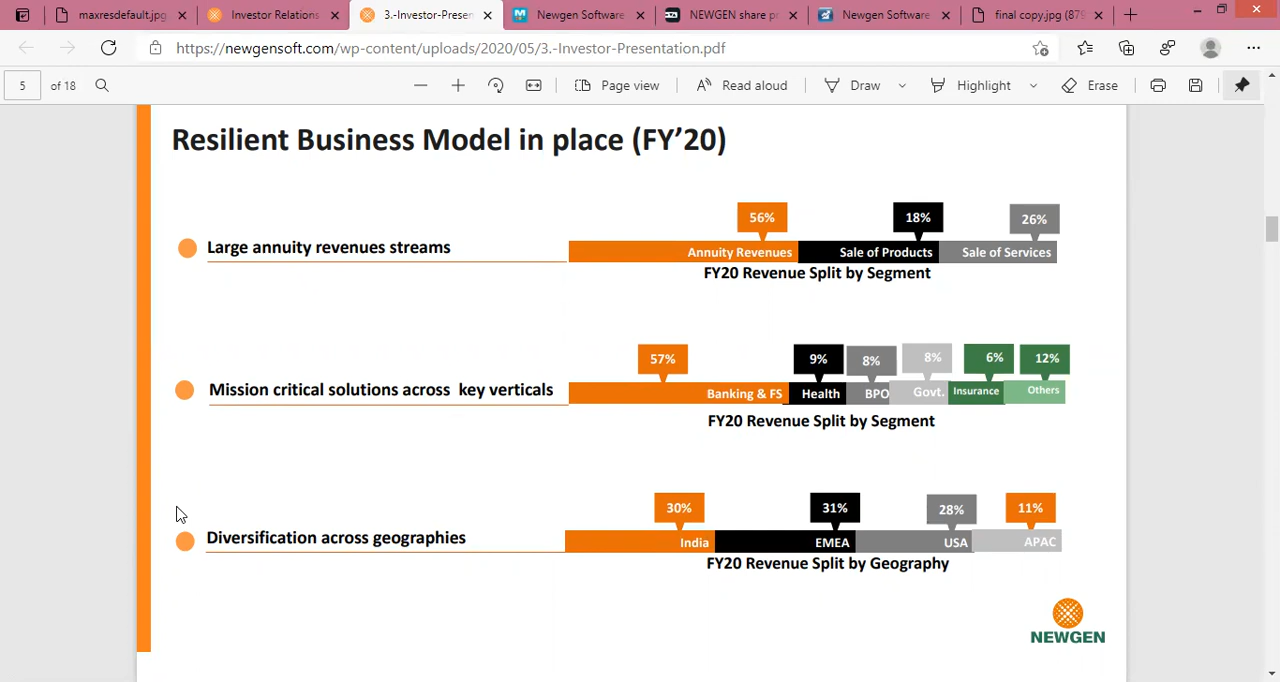 maxresdefault.jpg
Investor Relations
3.-Investor-Presen
Newgen Software
NEWGEN share pr
Newgen Software
final copy.jpg (879
https://newgensoft.com/wp-content/uploads/2020/05/3.-Investor-Presentation.pdf
5 of 18
Page view
Read aloud
Draw
Highlight
Erase
Resilient Business Model in place (FY’20)
56% 18% 26%
Large annuity revenues streams
Annuity Revenues Sale of Products Sale of Services
FY20 Revenue Split by Segment
57% 9% 8% 8% 6% 12%
Mission critical solutions across key verticals
Banking & FS Health BPO Govt. Insurance Others
FY20 Revenue Split by Segment
30% 31% 28% 11%
Diversification across geographies
India EMEA USA APAC
FY20 Revenue Split by Geography
NEWGEN